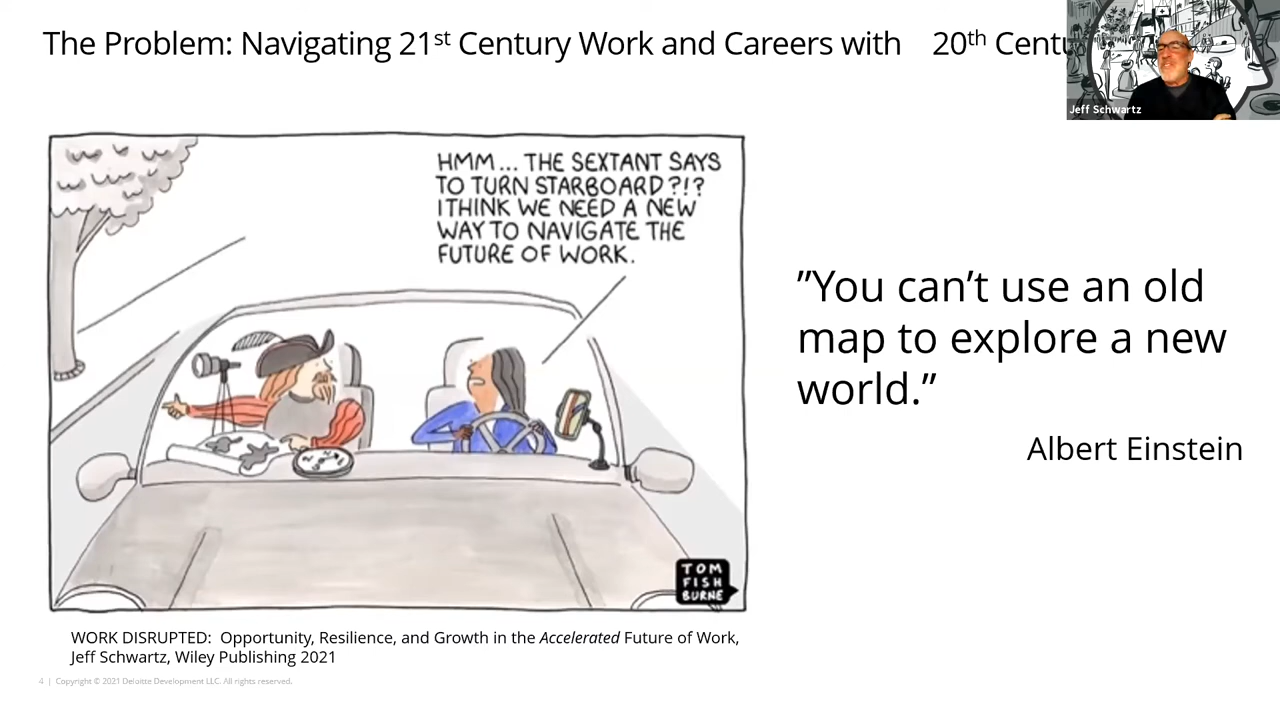 The Problem: Navigating 21st Century Work and Careers with 20th
Jeff Schwartz
HMM... THE SEXTANT SAYS
TO TURN STARBOARD?!?
I THINK WE NEED A NEW
WAY TO NAVIGATE THE
FUTURE OF WORK.
”You can’t use an old
map to explore a new
world.”
Albert Einstein
TOM
FISH
BURNE
WORK DISRUPTED: Opportunity, Resilience, and Growth in the Accelerated Future of Work,
Jeff Schwartz, Wiley Publishing 2021
4 | Copyright © 2021 Deloitte Development LLC. All rights reserved.